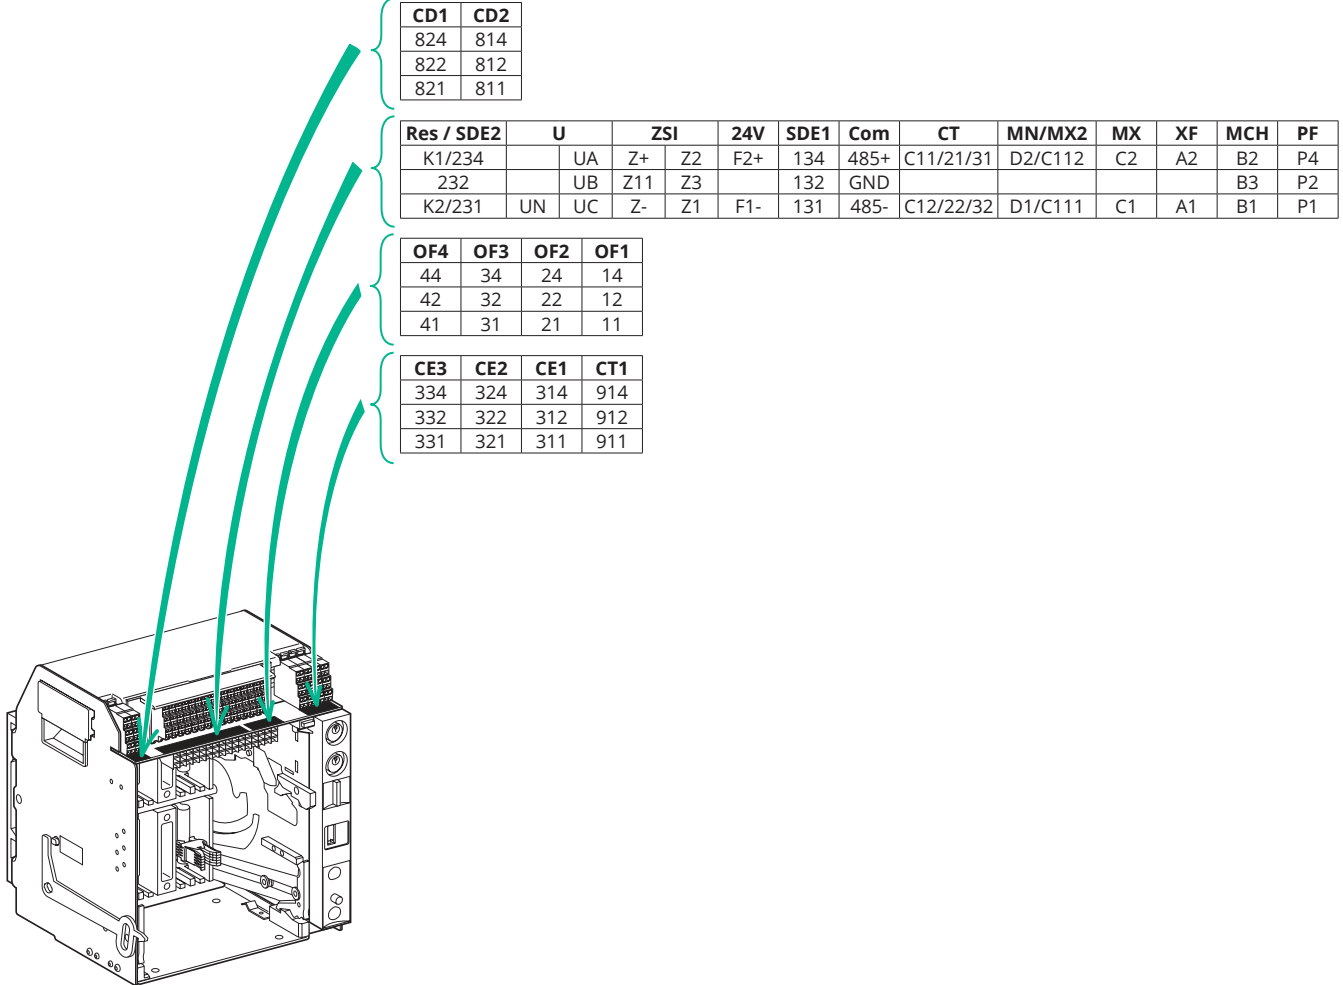 CD1 CD2
824 814
822 812
821 811
Res / SDE2 U ZSI 24V SDE1 Com CT MN/MX2 MX XF MCH PF
K1/234 UA Z+ Z2 F2+ 134 485+ C11/21/31 D2/C112 C2 A2 B2 P4
232 UB Z11 Z3 132 GND B3 P2
K2/231 UN UC Z- Z1 F1- 131 485- C12/22/32 D1/C111 C1 A1 B1 P1
OF4 OF3 OF2 OF1
44 34 24 14
42 32 22 12
41 31 21 11
CE3 CE2 CE1 CT1
334 324 314 914
332 322 312 912
331 321 311 911